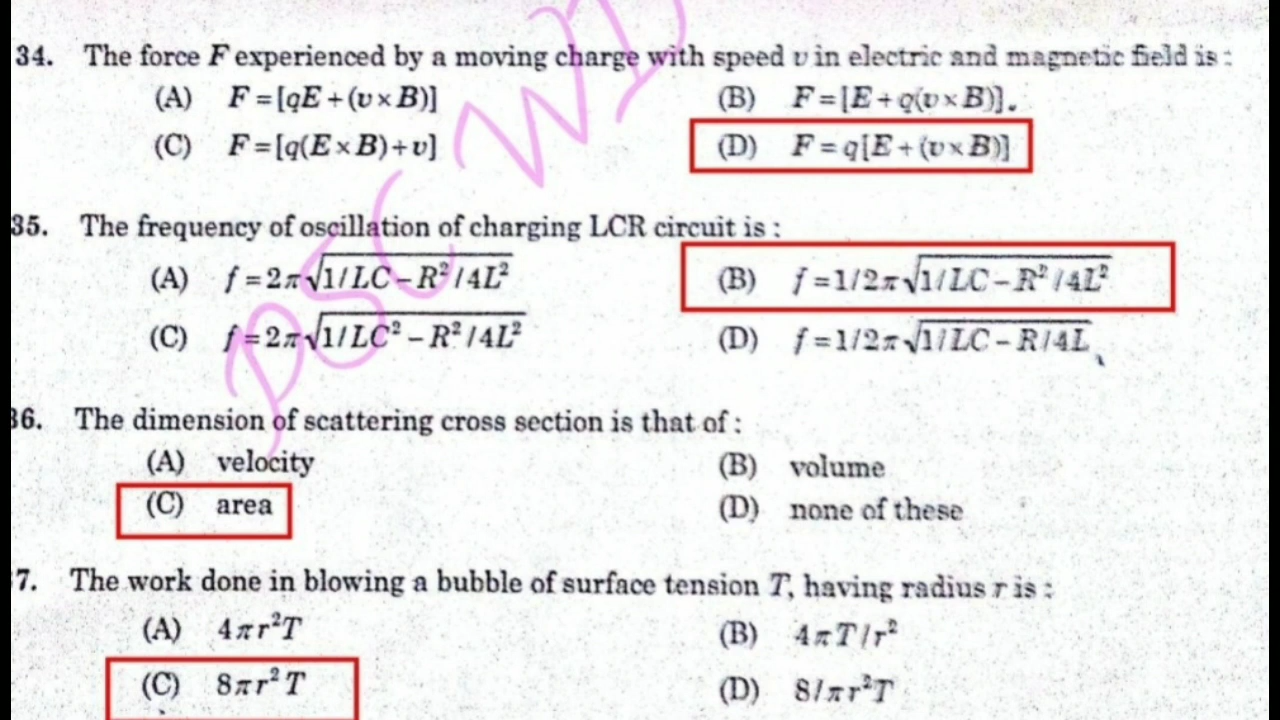 34. The force F experienced by a moving charge with speed v in electric and magnetic field is :
(A) F=[qE+(v×B)] (B) F=[E+q(v×B)].
(C) F=[q(E×B)+v] (D) F=q[E+(v×B)]
35. The frequency of oscillation of charging LCR circuit is :
(A) f=2π√1/LC-R²/4L² (B) f=1/2π√1/LC-R²/4L²
(C) f=2π√1/LC²-R²/4L² (D) f=1/2π√1/LC-R/4L
36. The dimension of scattering cross section is that of :
(A) velocity (B) volume
(C) area (D) none of these
7. The work done in blowing a bubble of surface tension T, having radius r is :
(A) 4πr²T (B) 4πT/r²
(C) 8πr²T (D) 8/πr²T
PSC WI